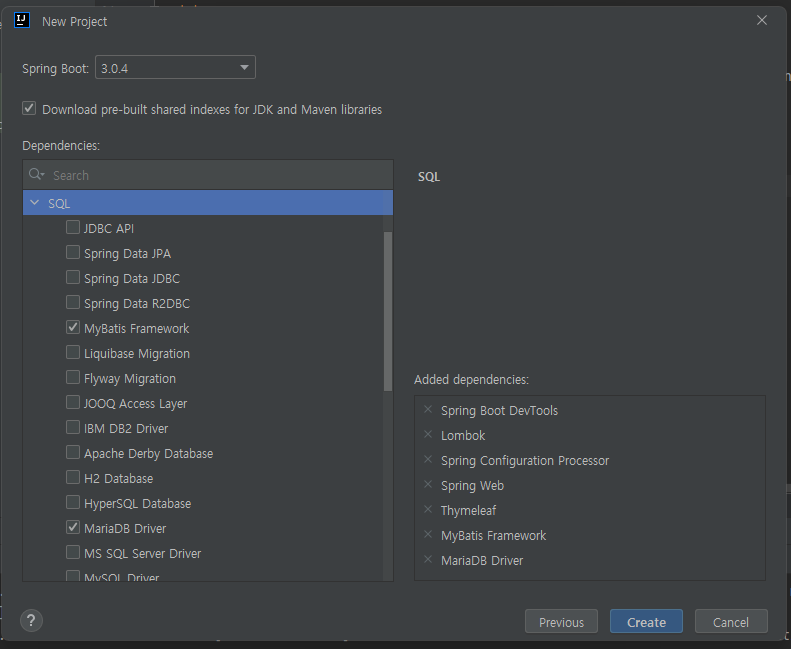 New Project
Spring Boot: 3.0.4
Download pre-built shared indexes for JDK and Maven libraries
Dependencies:
Search
SQL
JDBC API
Spring Data JPA
Spring Data JDBC
Spring Data R2DBC
MyBatis Framework
Liquibase Migration
Flyway Migration
JOOQ Access Layer
IBM DB2 Driver
Apache Derby Database
H2 Database
HyperSQL Database
MariaDB Driver
MS SQL Server Driver
MySQL Driver
SQL
Added dependencies:
Spring Boot DevTools
Lombok
Spring Configuration Processor
Spring Web
Thymeleaf
MyBatis Framework
MariaDB Driver
?
Previous
Create
Cancel